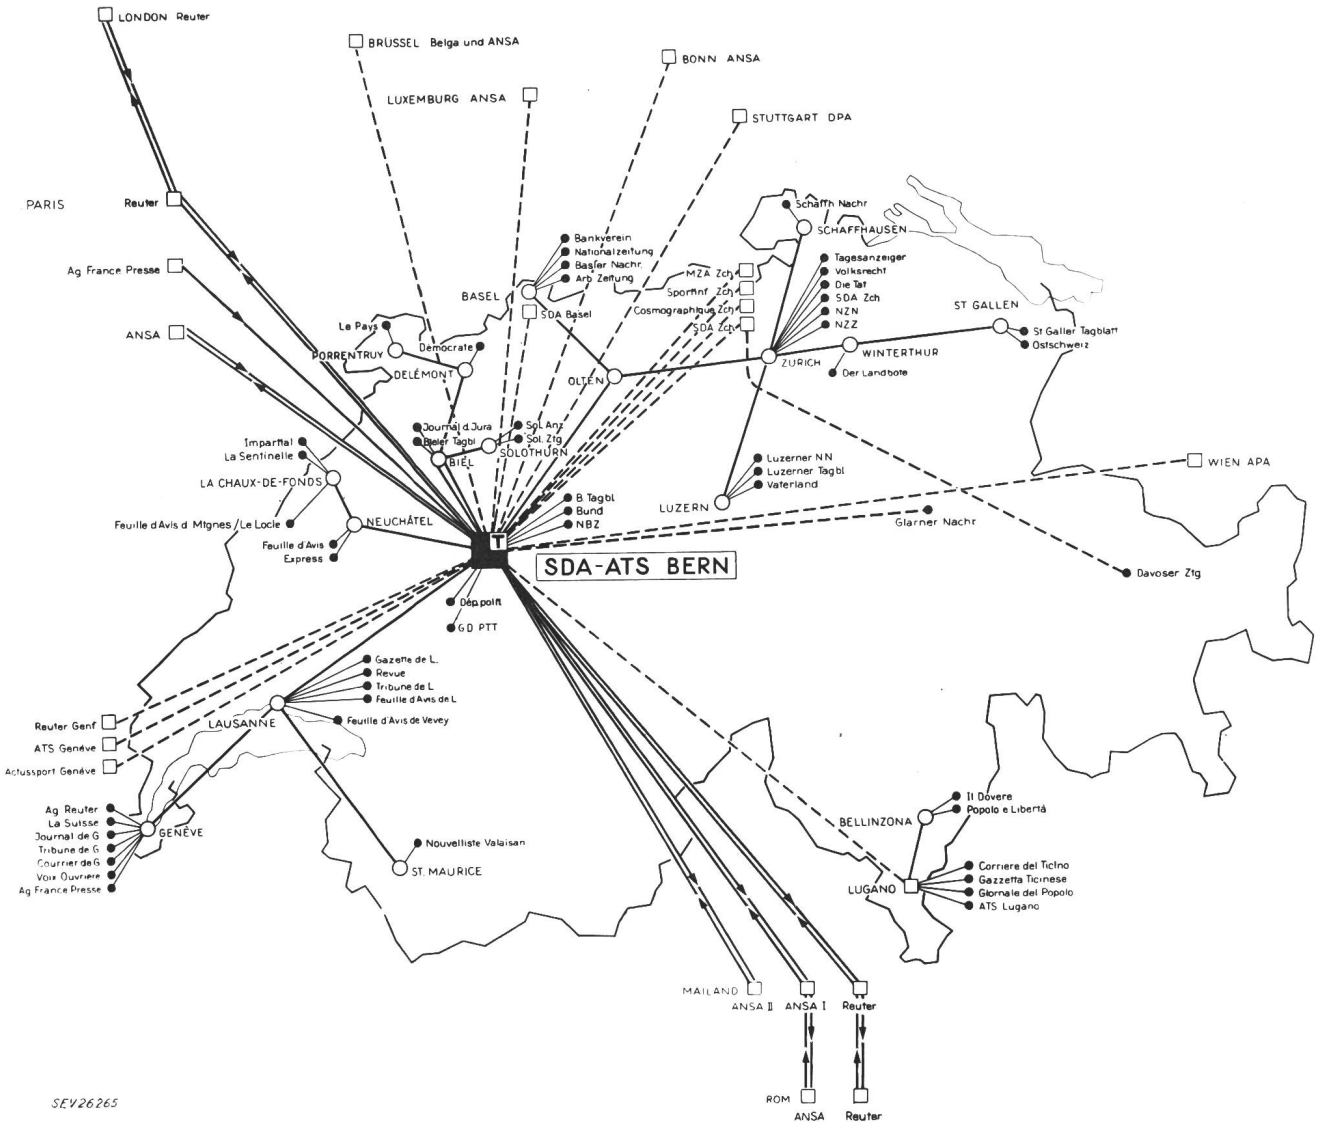 LONDON Reuter
BRÜSSEL Belga und ANSA
BONN ANSA
LUXEMBURG ANSA
STUTTGART DPA
PARIS
Reuter
Ag France Presse
ANSA
Schaffh Nachr
SCHAFFHAUSEN
Bankverein
Nationalzeitung
Basler Nachr.
Arb Zeitung
BASEL
SDA Basel
MZA Zch
Sportinf Zch
Cosmographique Zch
SDA Zch
Tagesanzeiger
Volksrecht
Die Tat
SDA Zch
NZN
NZZ
ZÜRICH
WINTERTHUR
Der Landbote
ST GALLEN
St Galler Tagblatt
Ostschweiz
Le Pays
PORRENTRUY
Démocrate
DELÉMONT
OLTEN
Journal d. Jura
Bieler Tagbl
BIEL
Sol. Anz
Sol. Ztg
SOLOTHURN
Impartial
La Sentinelle
LA CHAUX-DE-FONDS
Feuille d'Avis d Mtgnes / Le Locle
NEUCHÂTEL
Feuille d'Avis
Express
Luzerner NN
Luzerner Tagbl
Vaterland
LUZERN
WIEN APA
B. Tagbl
Bund
NBZ
Glarner Nachr
T
SDA-ATS BERN
Davoser Ztg
Dép polit
GD PTT
Gazette de L.
Revue
Tribune de L
Feuille d'Avis de L
LAUSANNE
Feuille d'Avis de Vevey
Reuter Genf
ATS Genève
Actussport Genève
Ag Reuter
La Suisse
Journal de G
Tribune de G
Courrier de G
Voix Ouvrière
Ag France Presse
GENÈVE
Nouvelliste Valaisan
ST. MAURICE
Il Dovere
Popolo e Libertà
BELLINZONA
LUGANO
Corriere del Ticino
Gazzetta Ticinese
Giornale del Popolo
ATS Lugano
MAILAND
ANSA II
ANSA I
Reuter
ROM
ANSA
Reuter
SEV26265